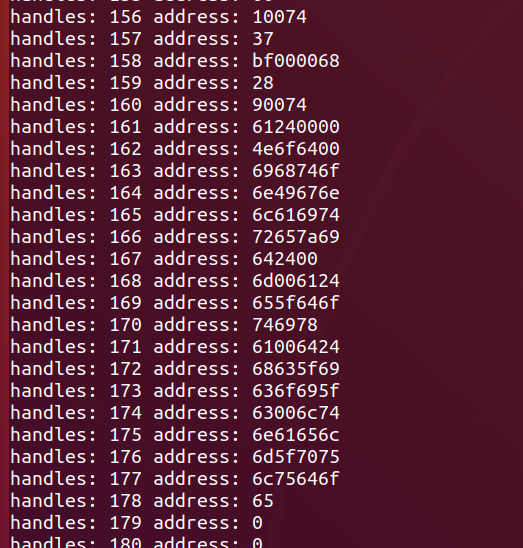 handles: 156 address: 10074
handles: 157 address: 37
handles: 158 address: bf000068
handles: 159 address: 28
handles: 160 address: 90074
handles: 161 address: 61240000
handles: 162 address: 4e6f6400
handles: 163 address: 6968746f
handles: 164 address: 6e49676e
handles: 165 address: 6c616974
handles: 166 address: 72657a69
handles: 167 address: 642400
handles: 168 address: 6d006124
handles: 169 address: 655f646f
handles: 170 address: 746978
handles: 171 address: 61006424
handles: 172 address: 68635f69
handles: 173 address: 636f695f
handles: 174 address: 63006c74
handles: 175 address: 6e61656c
handles: 176 address: 6d5f7075
handles: 177 address: 6c75646f
handles: 178 address: 65
handles: 179 address: 0
handles: 180 address: 0